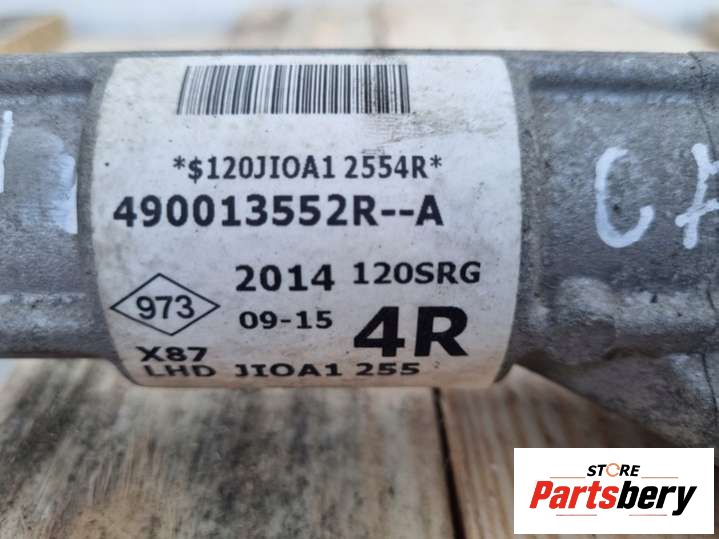 *$120JIOA1 2554R*
490013552R--A
973
2014 120SRG
09-15
4R
X87
LHD JIOA1 255
STORE
Partsbery